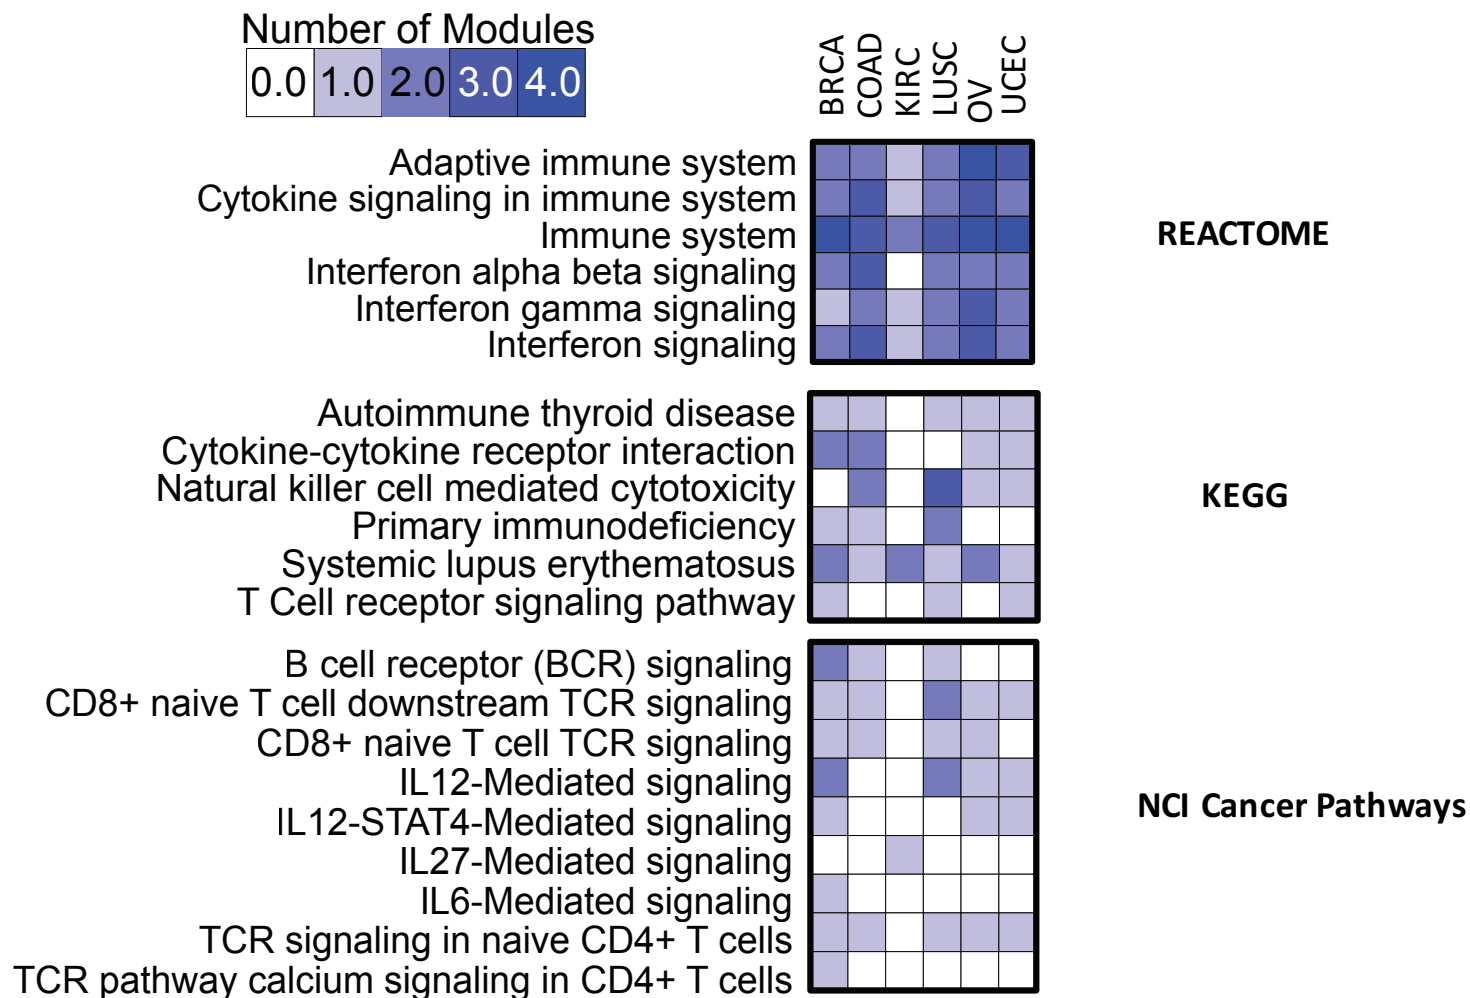 Number of Modules
0.0 1.0 2.0 3.0 4.0
BRCA COAD KIRC LUSC OV UCEC
Adaptive immune system
Cytokine signaling in immune system
Immune system
Interferon alpha beta signaling
Interferon gamma signaling
Interferon signaling
REACTOME
Autoimmune thyroid disease
Cytokine-cytokine receptor interaction
Natural killer cell mediated cytotoxicity
Primary immunodeficiency
Systemic lupus erythematosus
T Cell receptor signaling pathway
KEGG
B cell receptor (BCR) signaling
CD8+ naive T cell downstream TCR signaling
CD8+ naive T cell TCR signaling
IL12-Mediated signaling
IL12-STAT4-Mediated signaling
IL27-Mediated signaling
IL6-Mediated signaling
TCR signaling in naive CD4+ T cells
TCR pathway calcium signaling in CD4+ T cells
NCI Cancer Pathways